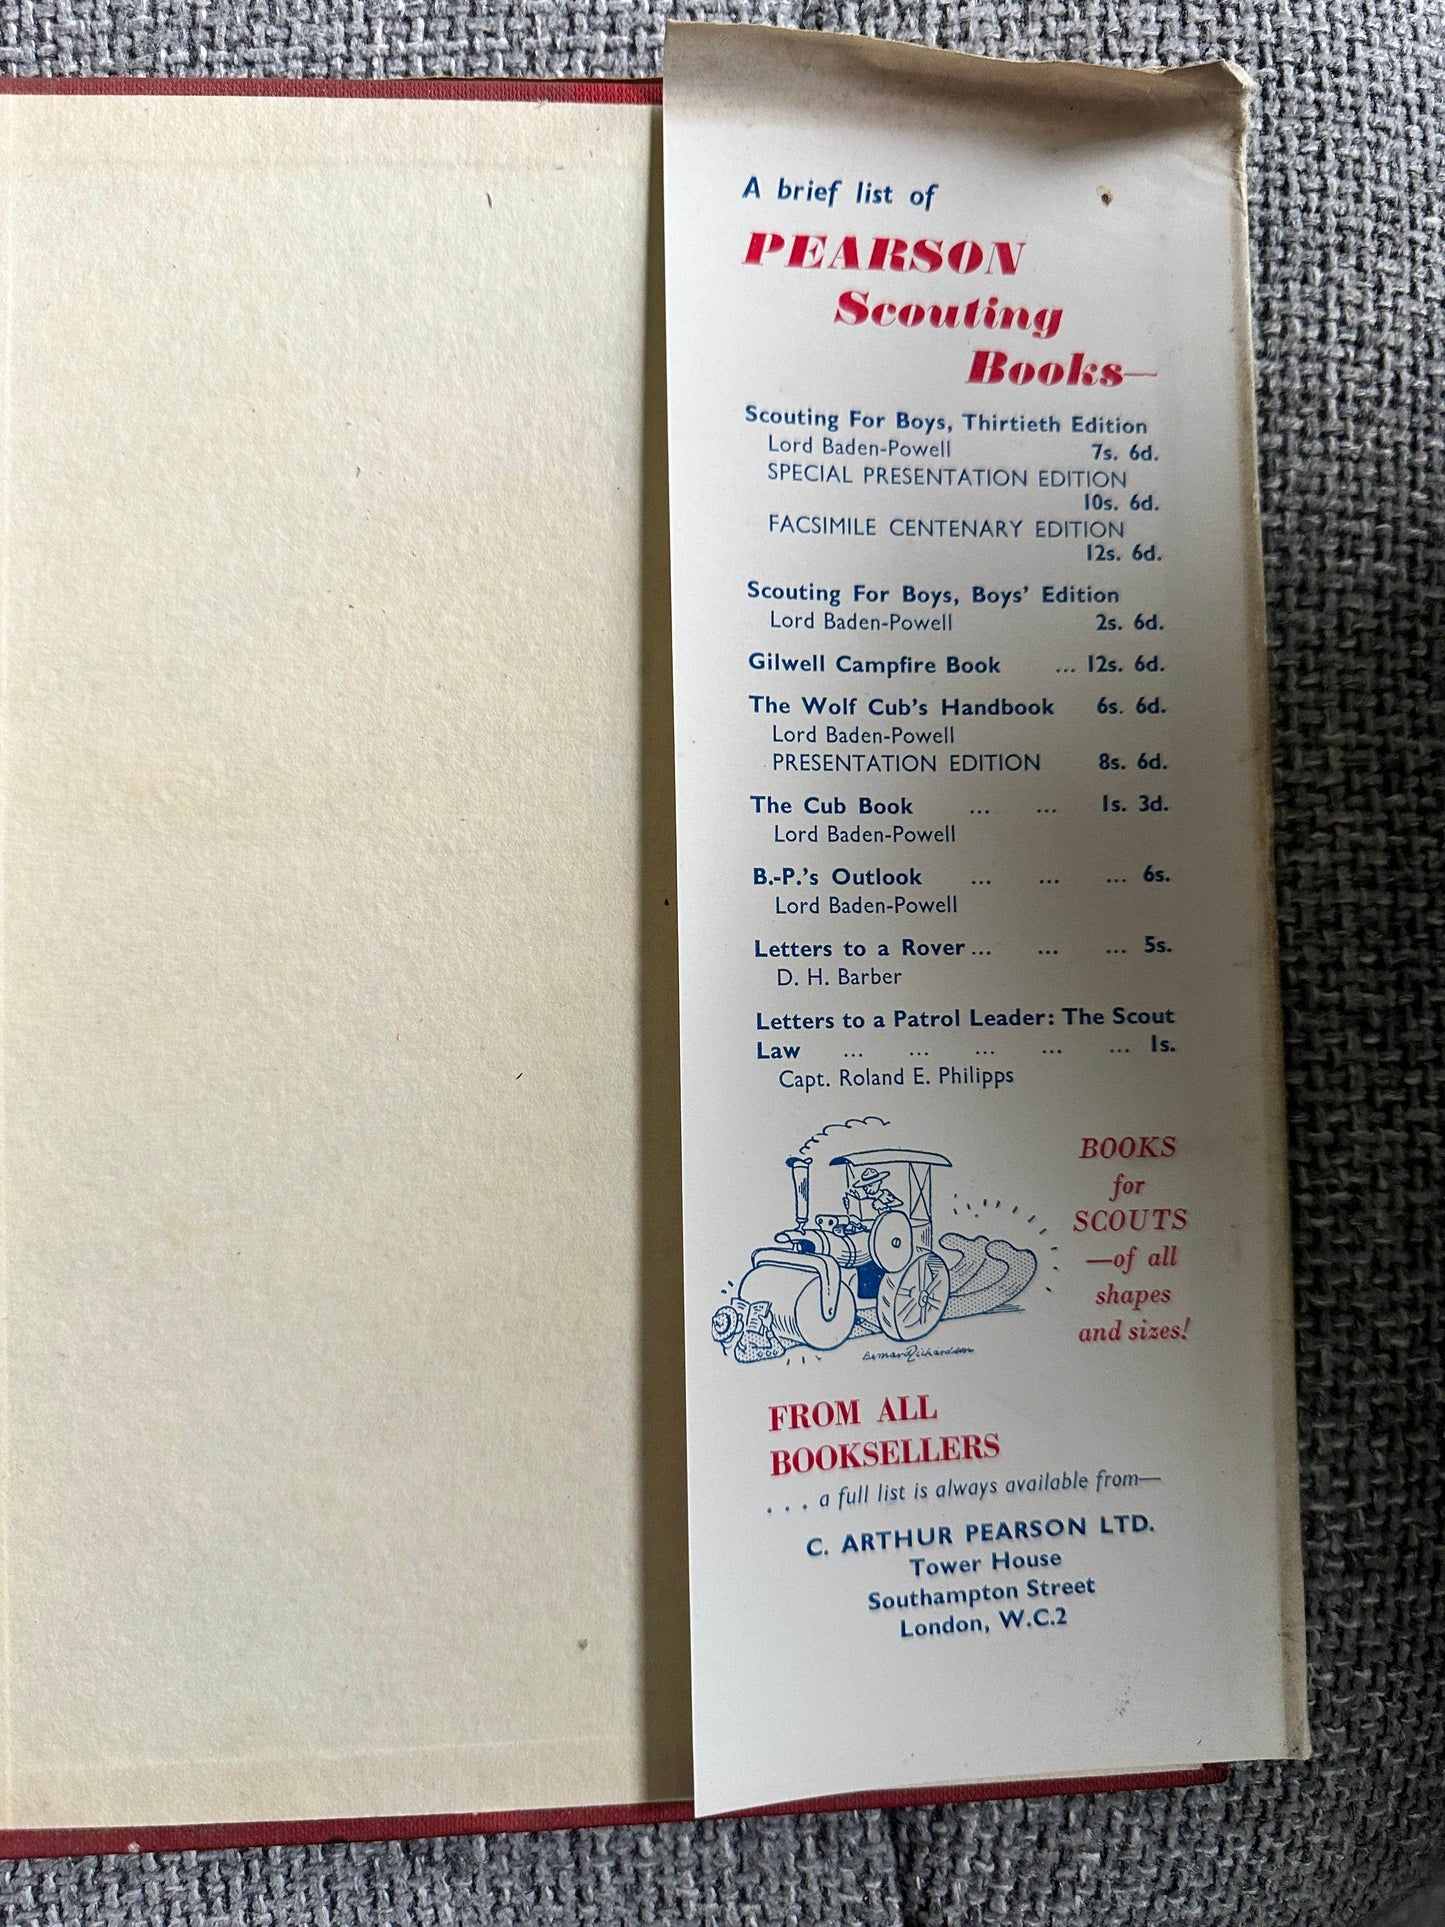 A brief list of
PEARSON
Scouting
Books—
Scouting For Boys, Thirtieth Edition
Lord Baden-Powell 7s. 6d.
SPECIAL PRESENTATION EDITION
10s. 6d.
FACSIMILE CENTENARY EDITION
12s. 6d.
Scouting For Boys, Boys' Edition
Lord Baden-Powell 2s. 6d.
Gilwell Campfire Book ... 12s. 6d.
The Wolf Cub's Handbook 6s. 6d.
Lord Baden-Powell
PRESENTATION EDITION 8s. 6d.
The Cub Book ... ... 1s. 3d.
Lord Baden-Powell
B.-P.'s Outlook ... ... ... 6s.
Lord Baden-Powell
Letters to a Rover ... ... ... 5s.
D. H. Barber
Letters to a Patrol Leader: The Scout
Law ... ... ... ... ... 1s.
Capt. Roland E. Philipps
BOOKS
for
SCOUTS
—of all
shapes
and sizes!
Bernard Richardson
FROM ALL
BOOKSELLERS
. . . a full list is always available from—
C. ARTHUR PEARSON LTD.
Tower House
Southampton Street
London, W.C.2